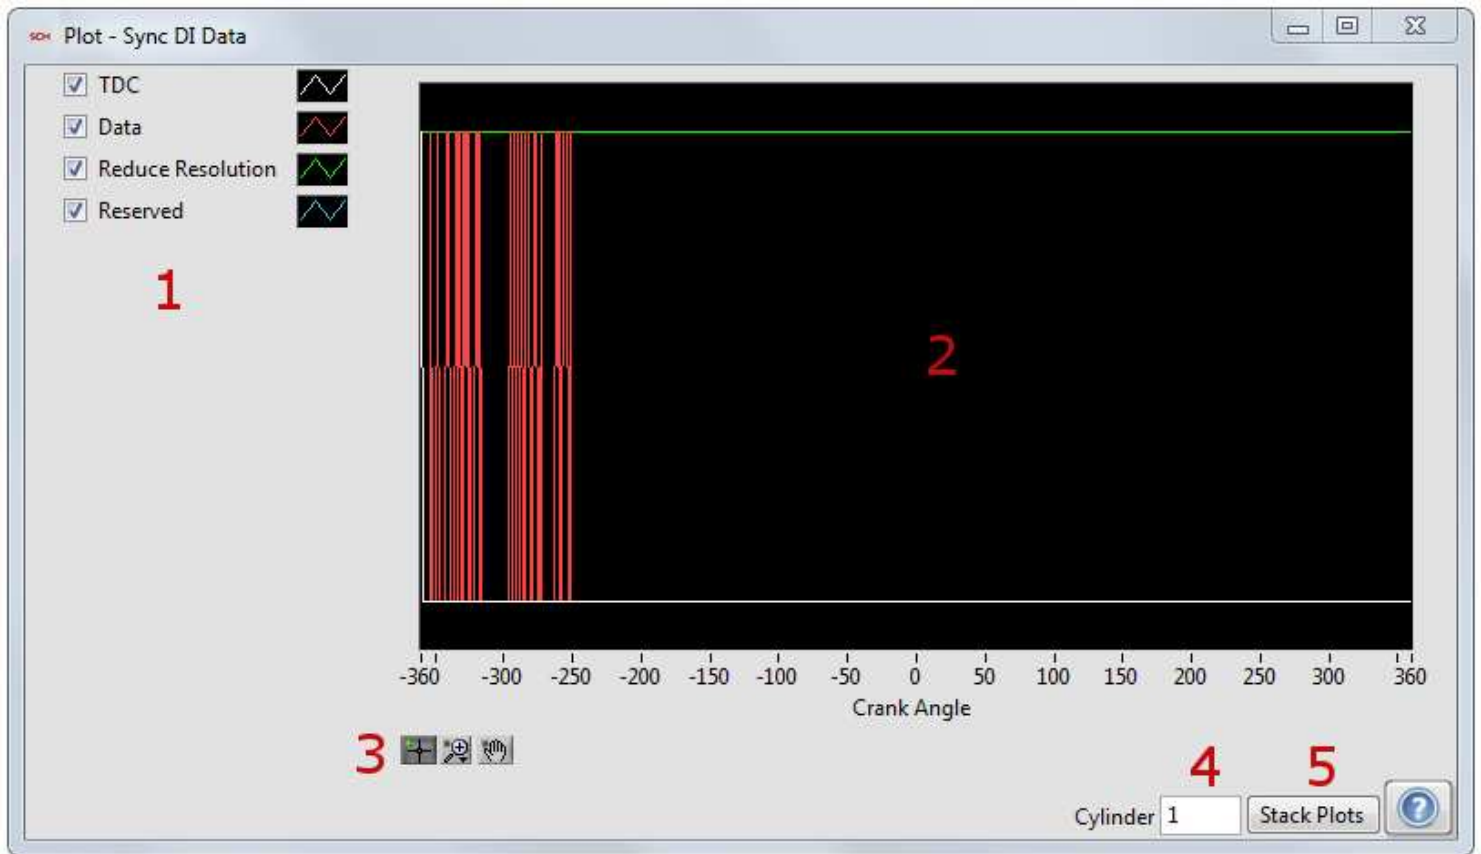 SCM Plot - Sync DI Data
TDC
Data
Reduce Resolution
Reserved
1
2
-360 -300 -250 -200 -150 -100 -50 0 50 100 150 200 250 300 360
Crank Angle
3
4
5
Cylinder 1 Stack Plots ?